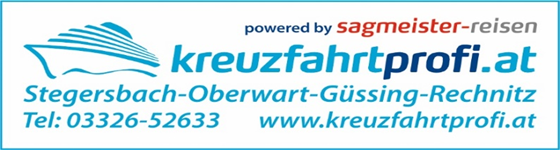 powered by sagmeister-reisen
kreuzfahrtprofi.at
Stegersbach-Oberwart-Güssing-Rechnitz
Tel: 03326-52633 www.kreuzfahrtprofi.at